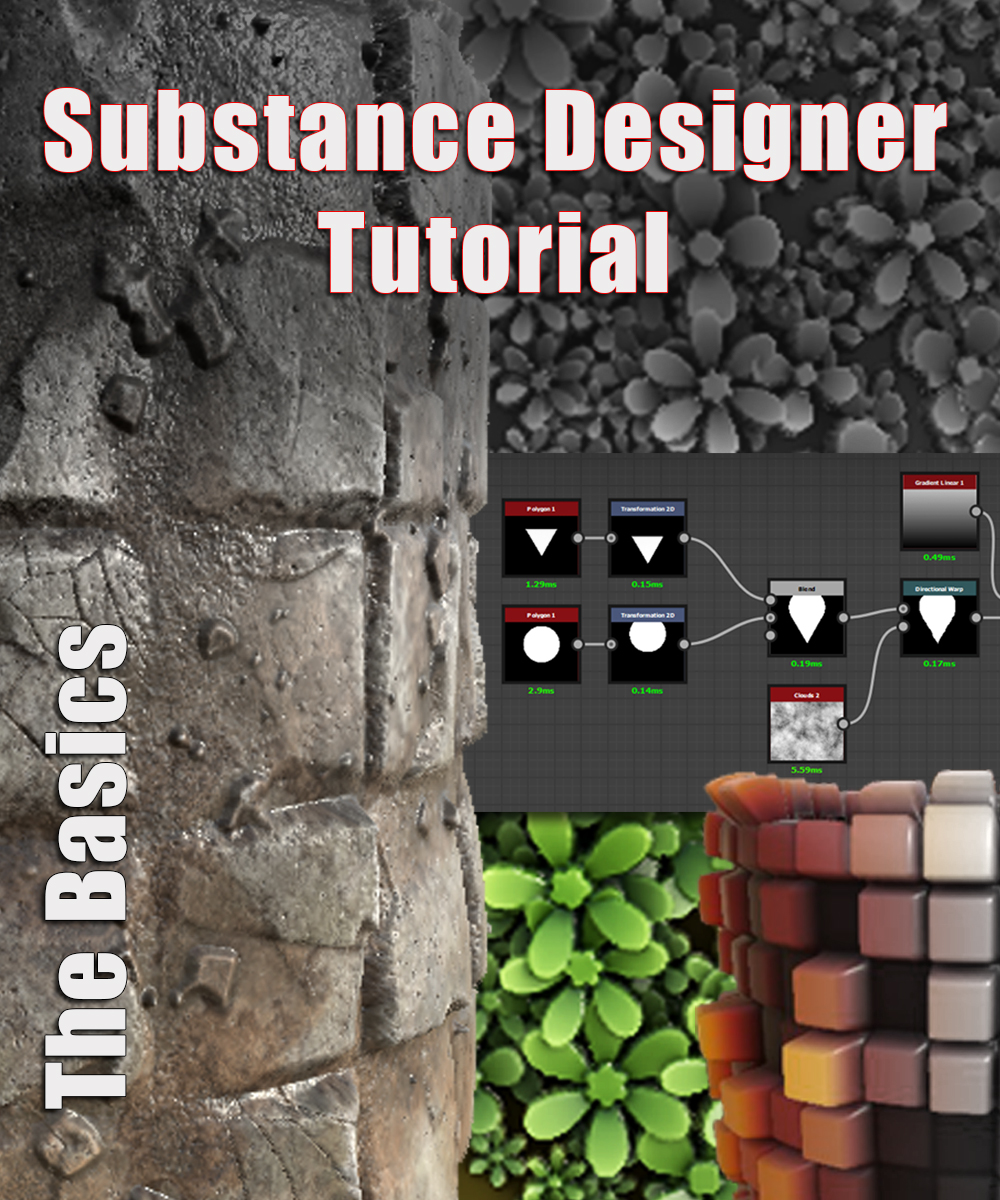 Substance Designer
Tutorial
The Basics
Gradient Linear 1
0.49ms
Polygon 1
Transformation 2D
1.29ms
0.15ms
Blend
Directional Warp
Polygon 1
Transformation 2D
0.19ms
0.17ms
2.9ms
0.14ms
Clouds 2
5.59ms